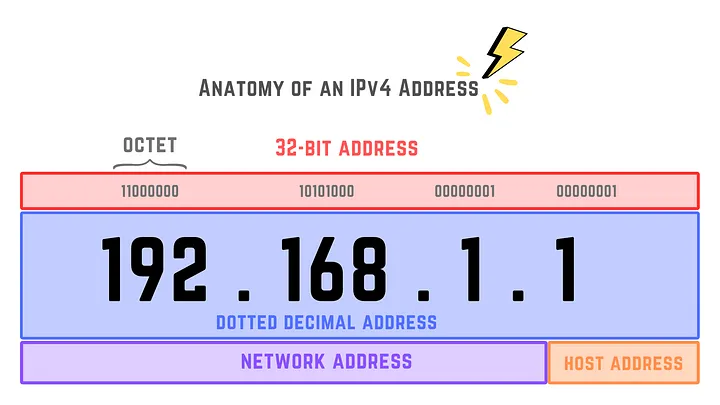 Anatomy of an IPv4 Address
OCTET
32-BIT ADDRESS
11000000 10101000 00000001 00000001
192 . 168 . 1 . 1
DOTTED DECIMAL ADDRESS
NETWORK ADDRESS
HOST ADDRESS